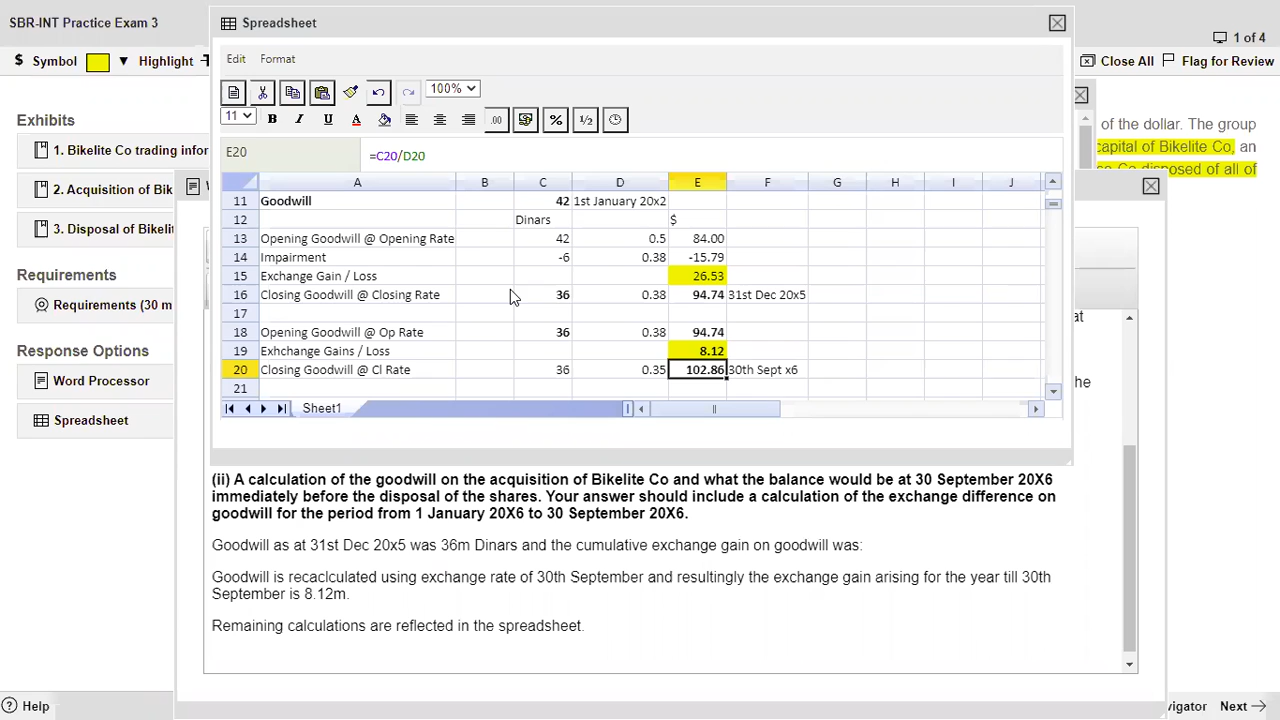 SBR-INT Practice Exam 3
Spreadsheet
1 of 4
$ Symbol Highlight
Close All Flag for Review
Edit Format
100%
11 B I U A .00 % ½
Exhibits
1. Bikelite Co trading infor
2. Acquisition of Bik
3. Disposal of Bikelit
Requirements
Requirements (30 m
Response Options
Word Processor
Spreadsheet
of the dollar. The group
capital of Bikelite Co, an
Co disposed of all of
E20 =C20/D20
A B C D E F G H I J
11 Goodwill 42 1st January 20x2
12 Dinars $
13 Opening Goodwill @ Opening Rate 42 0.5 84.00
14 Impairment -6 0.38 -15.79
15 Exchange Gain / Loss 26.53
16 Closing Goodwill @ Closing Rate 36 0.38 94.74 31st Dec 20x5
17
18 Opening Goodwill @ Op Rate 36 0.38 94.74
19 Exhchange Gains / Loss 8.12
20 Closing Goodwill @ Cl Rate 36 0.35 102.86 30th Sept x6
21
Sheet1
at
the
(ii) A calculation of the goodwill on the acquisition of Bikelite Co and what the balance would be at 30 September 20X6
immediately before the disposal of the shares. Your answer should include a calculation of the exchange difference on
goodwill for the period from 1 January 20X6 to 30 September 20X6.
Goodwill as at 31st Dec 20x5 was 36m Dinars and the cumulative exchange gain on goodwill was:
Goodwill is recaclculated using exchange rate of 30th September and resultingly the exchange gain arising for the year till 30th
September is 8.12m.
Remaining calculations are reflected in the spreadsheet.
Help
vigator Next